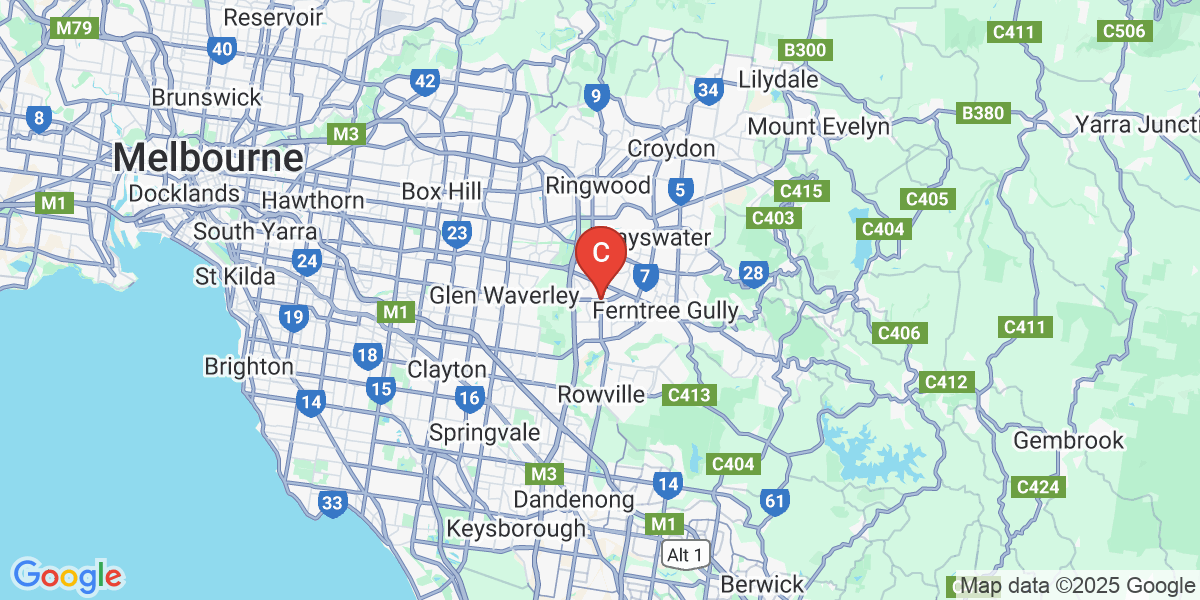 Reservoir
M79
C411
C506
40
B300
Lilydale
42
34
9
Brunswick
8
B380
Mount Evelyn
Yarra Juncti
M3
Croydon
Melbourne
Ringwood
5
Docklands
Box Hill
C415
Hawthorn
C405
M1
C403
South Yarra
23
C404
ayswater
C
24
St Kilda
7
28
Glen Waverley
M1
Ferntree Gully
19
C406
C411
18
Brighton
Clayton
15
C412
Rowville
C413
14
16
Springvale
Gembrook
C404
M3
14
C424
33
Dandenong
61
Keysborough
M1
Alt 1
Berwick
Google
Map data ©2025 Google